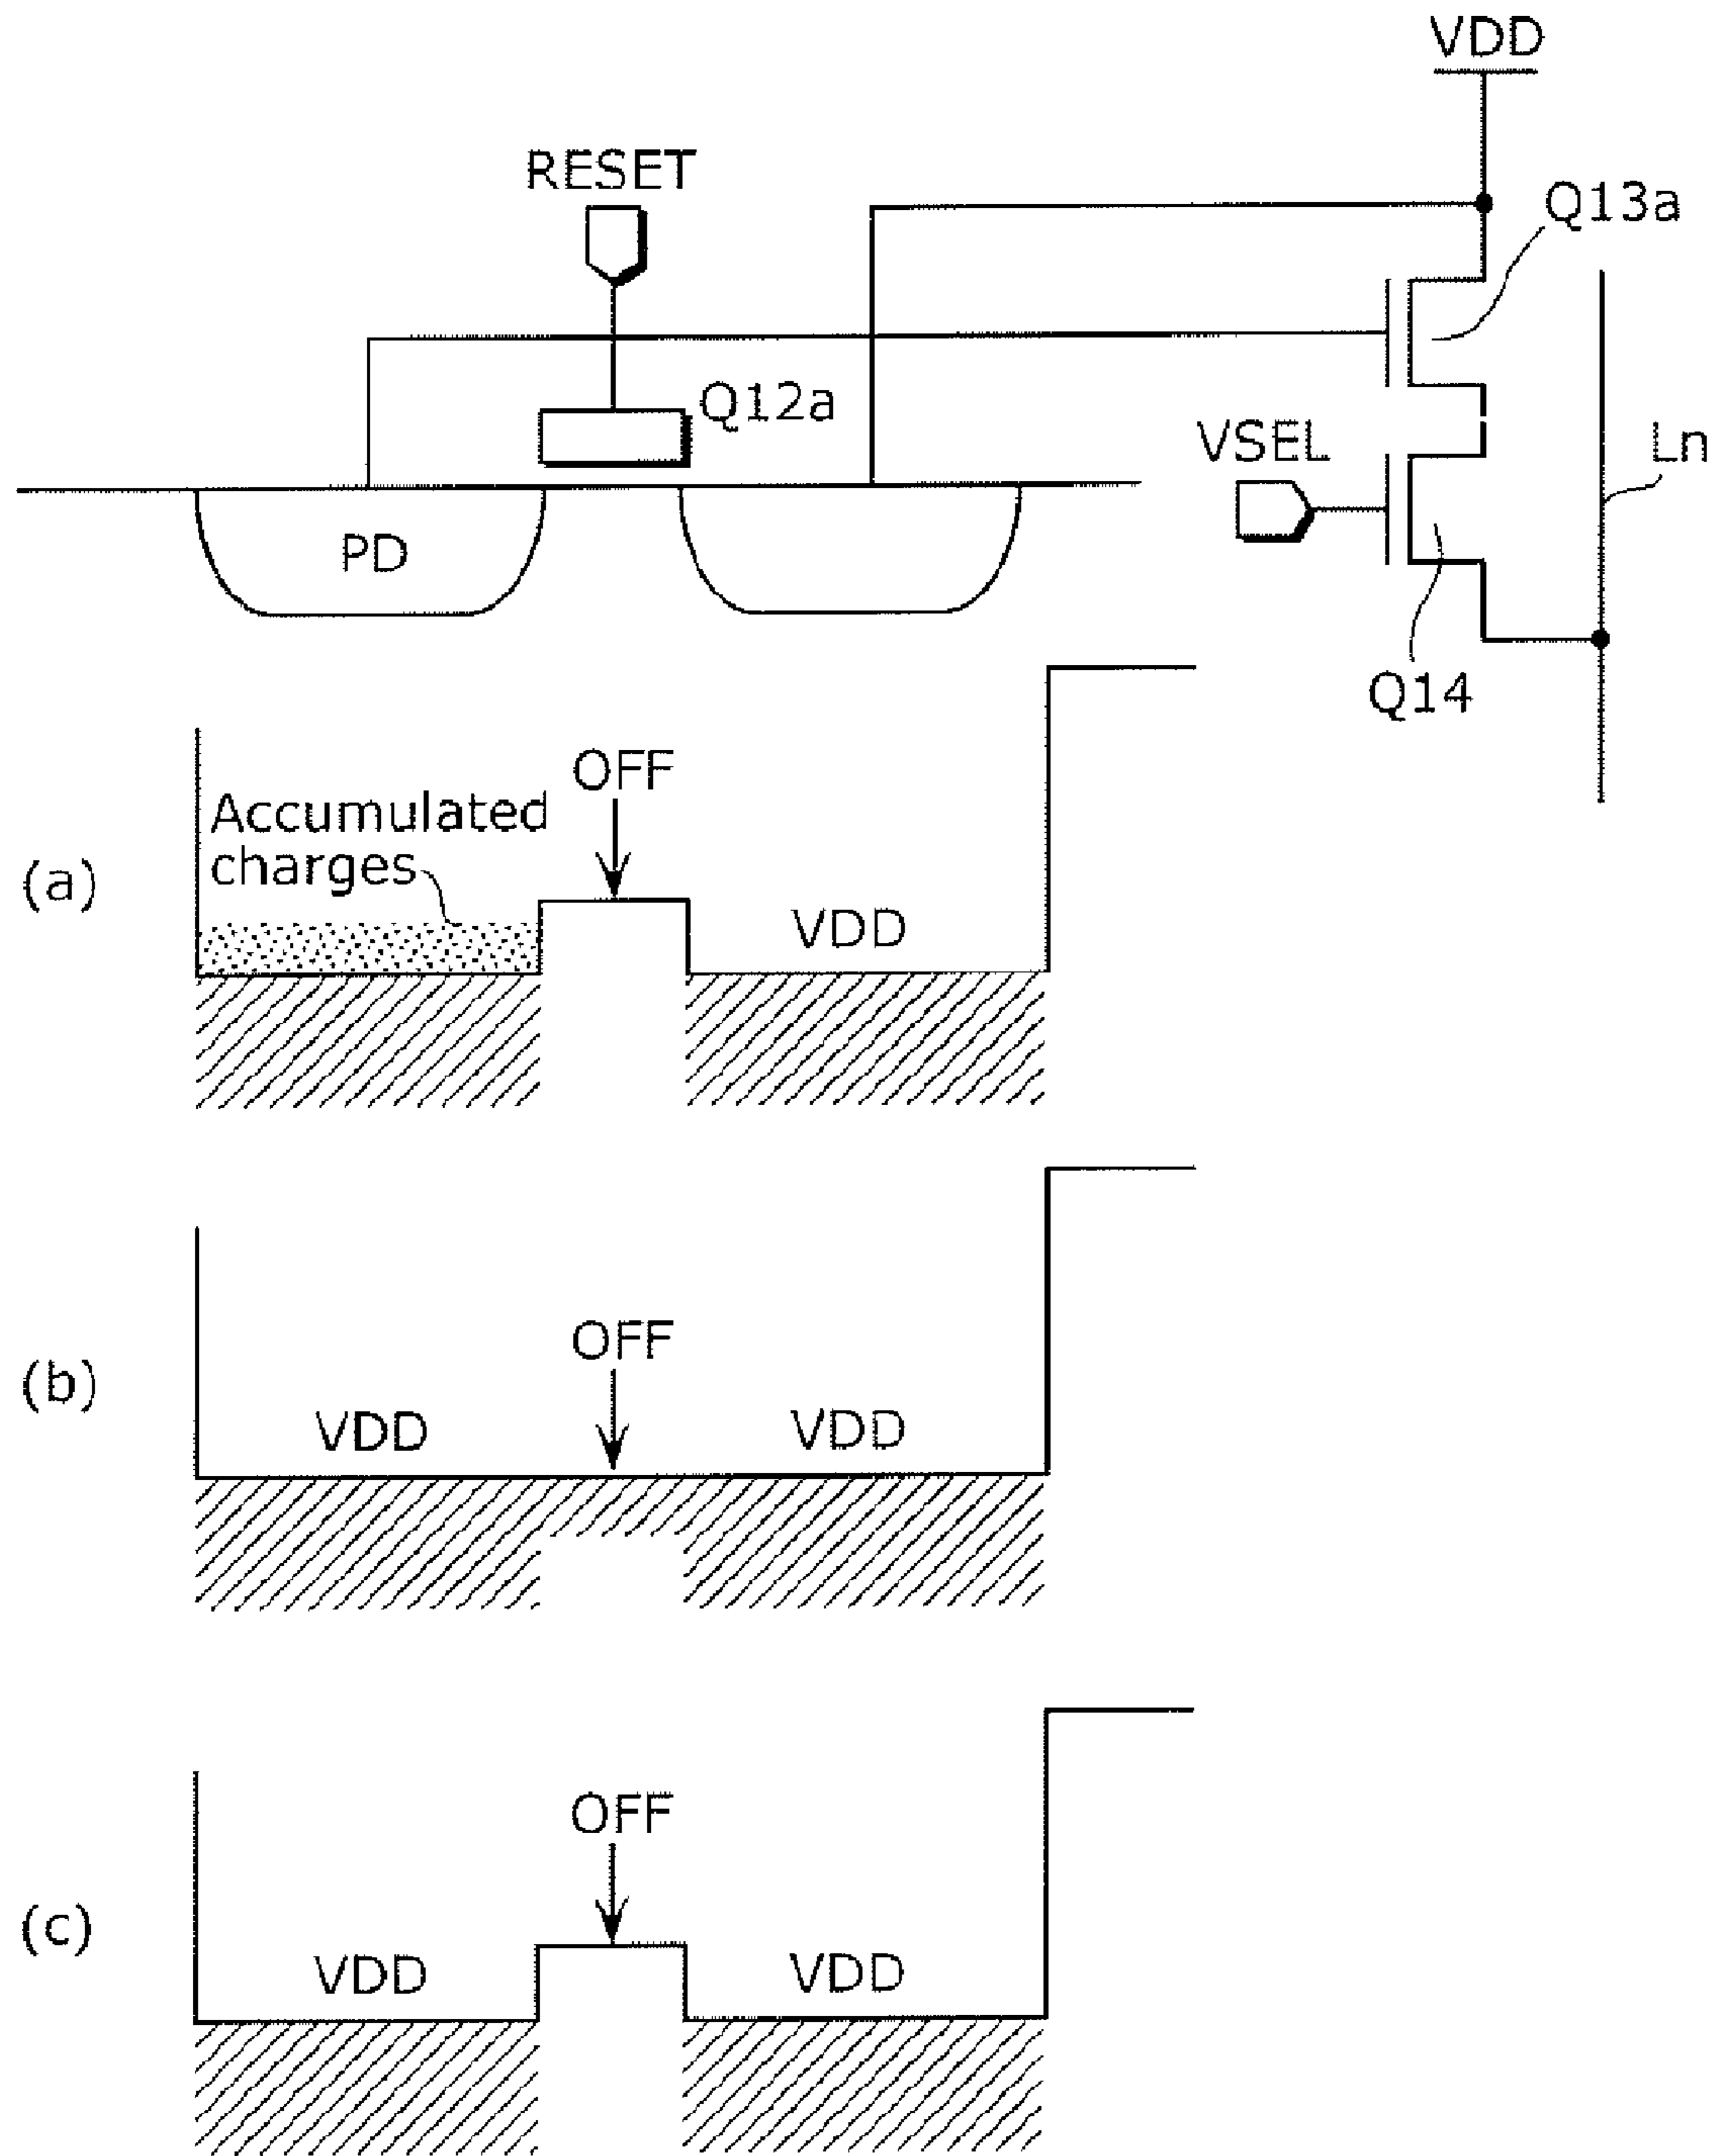 VDD
RESET
Q13a
Q12a
VSEL
Ln
PD
Q14
OFF
Accumulated
charges
(a)
VDD
OFF
(b)
VDD
VDD
OFF
(c)
VDD
VDD